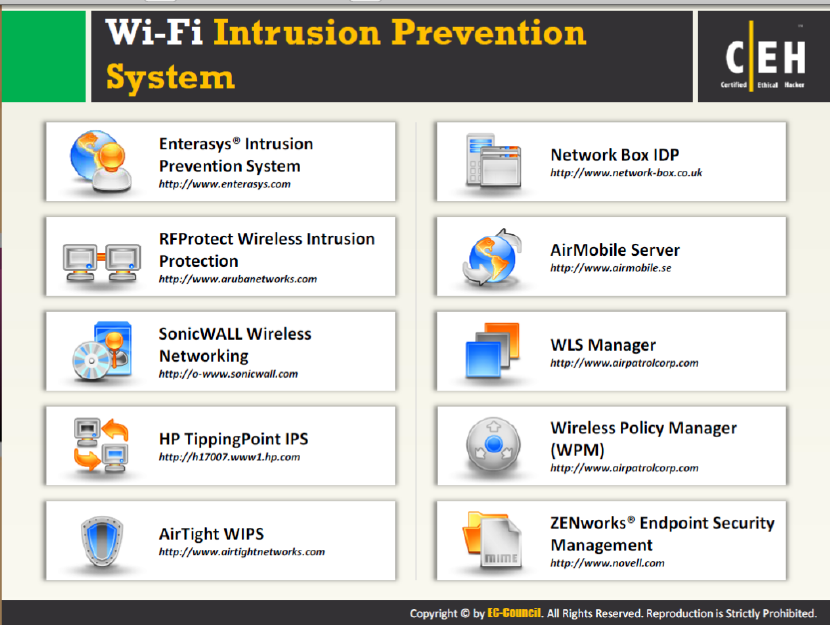 Wi-Fi Intrusion Prevention
System
C|EH
Certified Ethical Hacker
Enterasys® Intrusion
Prevention System
http://www.enterasys.com
RFProtect Wireless Intrusion
Protection
http://www.arubanetworks.com
SonicWALL Wireless
Networking
http://o-www.sonicwall.com
HP TippingPoint IPS
http://h17007.www1.hp.com
AirTight WIPS
http://www.airtightnetworks.com
Network Box IDP
http://www.network-box.co.uk
AirMobile Server
http://www.airmobile.se
WLS Manager
http://www.airpatrolcorp.com
Wireless Policy Manager
(WPM)
http://www.airpatrolcorp.com
MIME
ZENworks® Endpoint Security
Management
http://www.novell.com
Copyright © by EC-Council. All Rights Reserved. Reproduction is Strictly Prohibited.